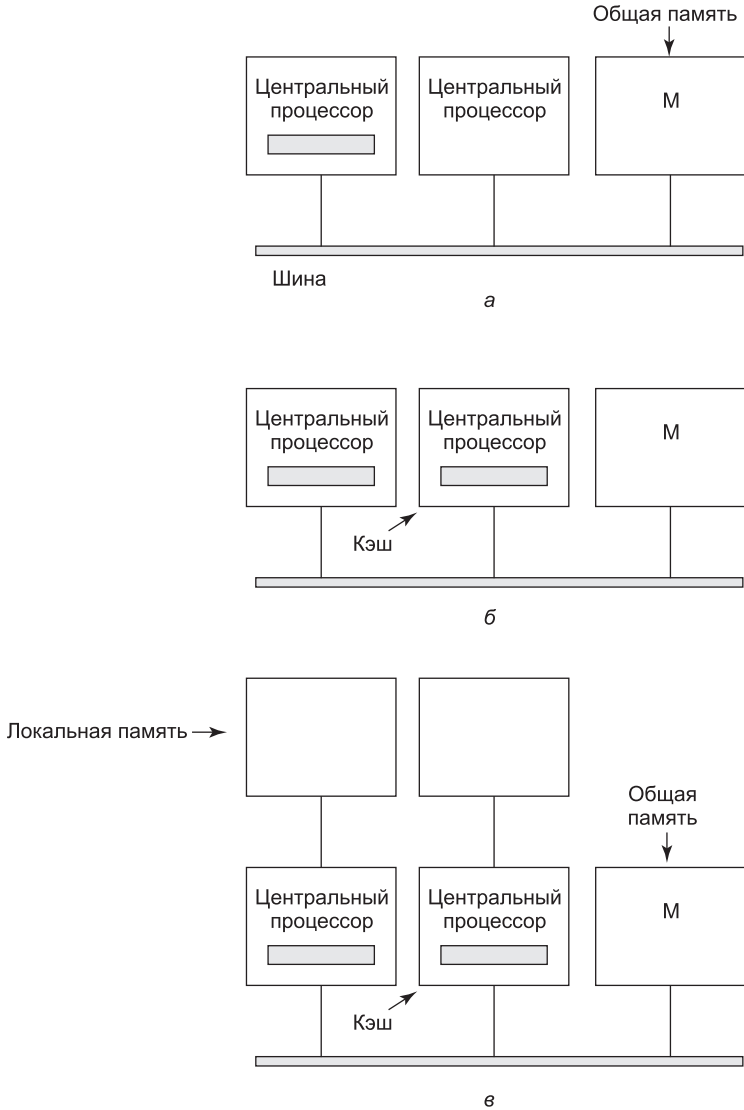 Общая память
Центральный
процессор
Центральный
процессор
М
Шина
а
Центральный
процессор
Центральный
процессор
М
Кэш
б
Локальная память
Общая
память
Центральный
процессор
Центральный
процессор
М
Кэш
в